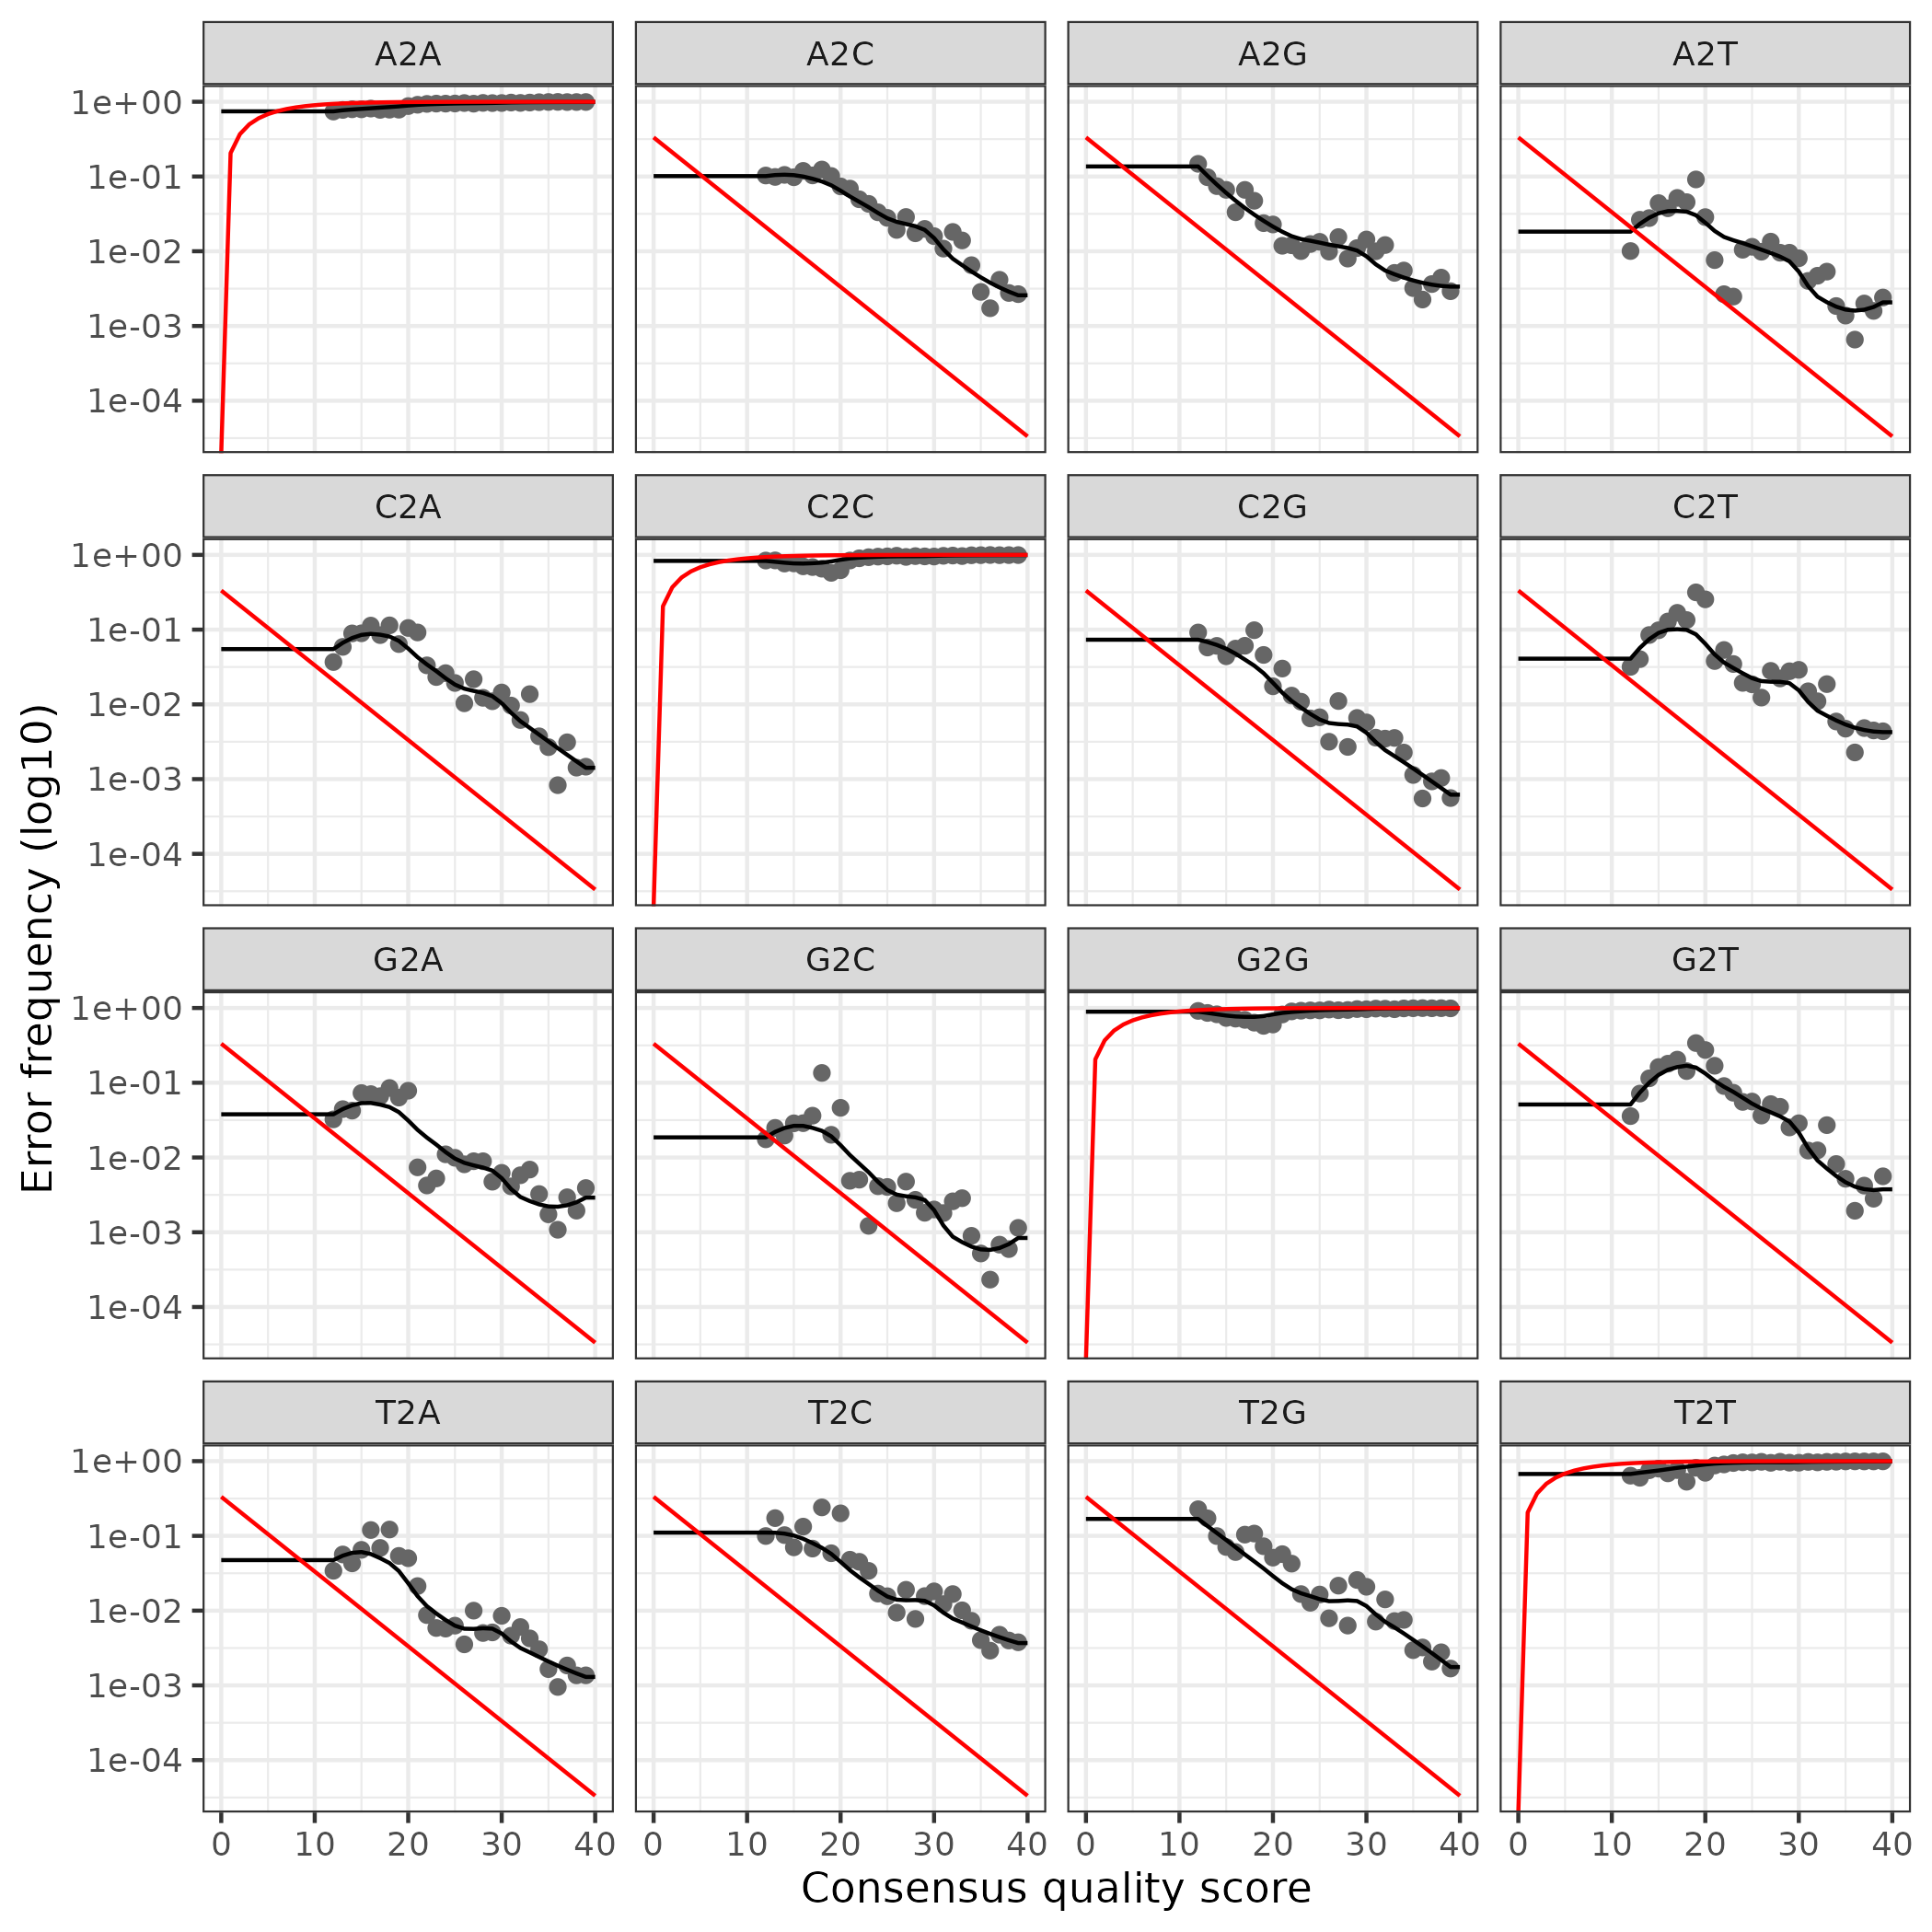 A2A A2C A2G A2T
1e+00
1e-01
1e-02
1e-03
1e-04
C2A C2C C2G C2T
1e+00
1e-01
1e-02
1e-03
1e-04
Error frequency (log10)
G2A G2C G2G G2T
1e+00
1e-01
1e-02
1e-03
1e-04
T2A T2C T2G T2T
1e+00
1e-01
1e-02
1e-03
1e-04
0 10 20 30 40 0 10 20 30 40 0 10 20 30 40 0 10 20 30 40
Consensus quality score